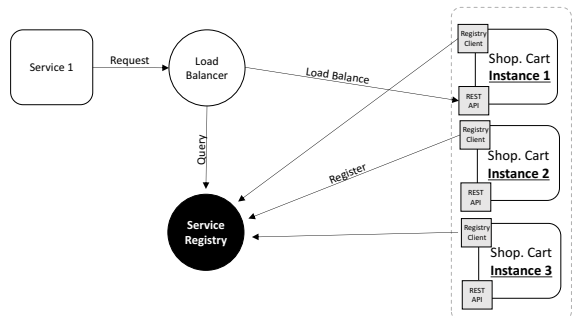 Service 1
Request
Load
Balancer
Load Balance
Query
Register
Service
Registry
Registry
Client
Shop. Cart
Instance 1
REST
API
Registry
Client
Shop. Cart
Instance 2
REST
API
Registry
Client
Shop. Cart
Instance 3
REST
API